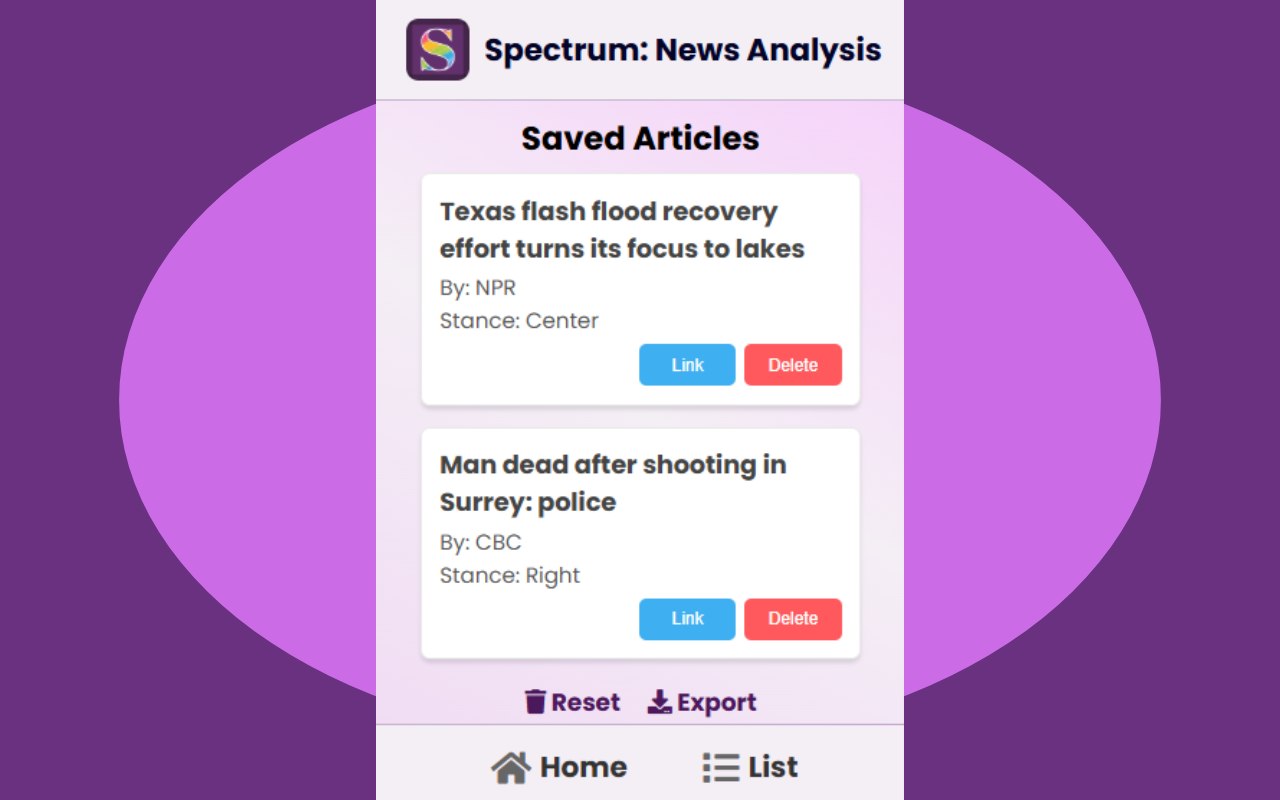 S
Spectrum: News Analysis
Saved Articles
Texas flash flood recovery
effort turns its focus to lakes
By: NPR
Stance: Center
Link Delete
Man dead after shooting in
Surrey: police
By: CBC
Stance: Right
Link Delete
Reset Export
Home List